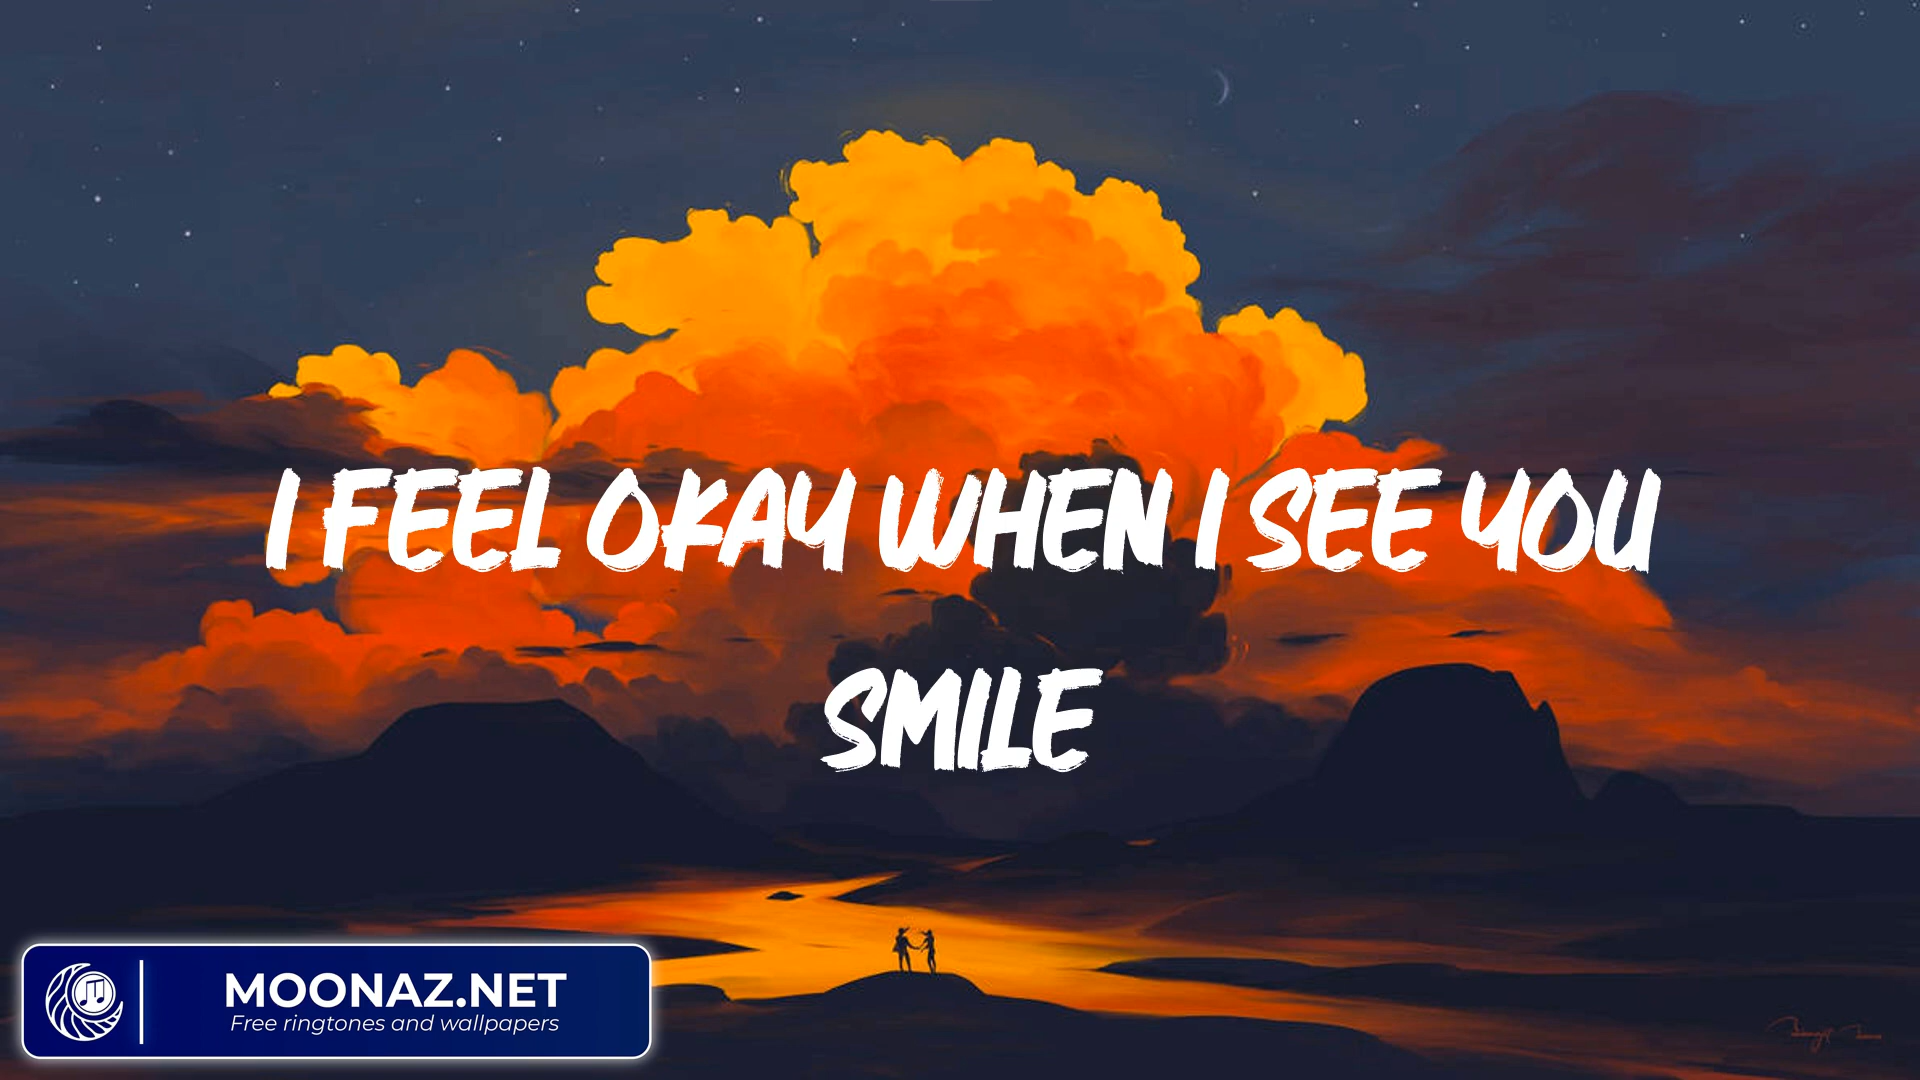 I FEEL OKAY WHEN I SEE YOU
SMILE
MOONAZ.NET
Free ringtones and wallpapers